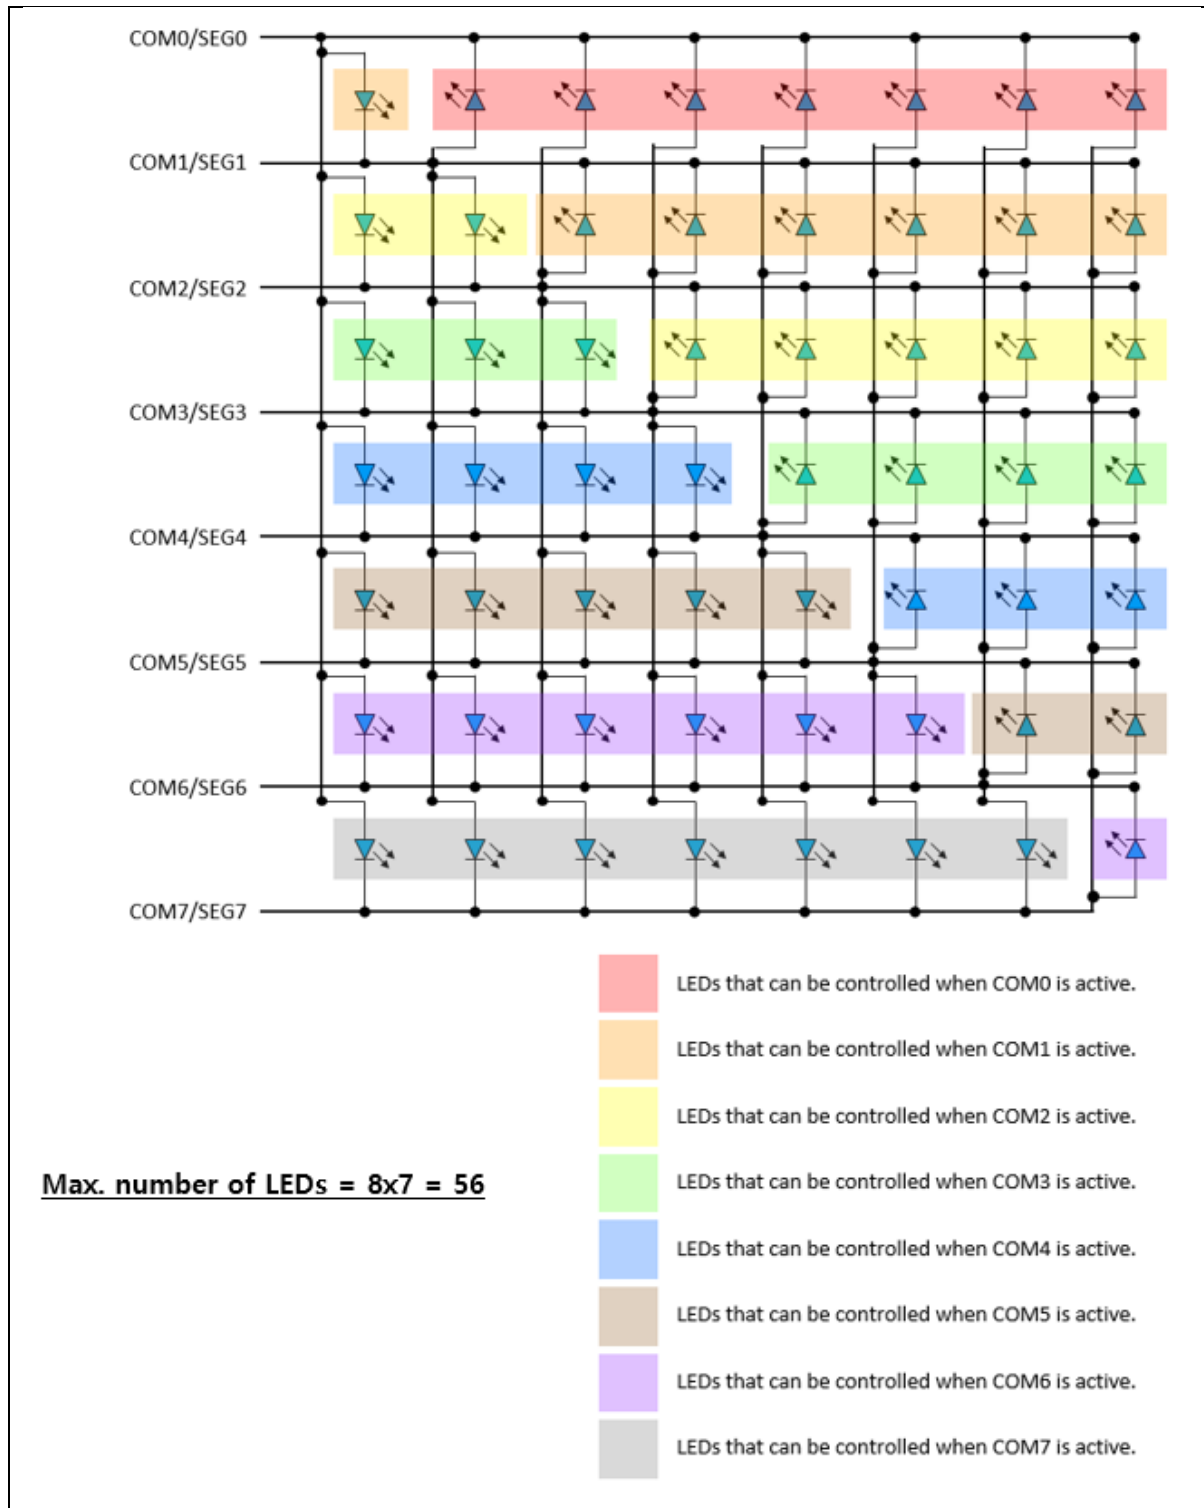 COM0/SEG0
COM1/SEG1
COM2/SEG2
COM3/SEG3
COM4/SEG4
COM5/SEG5
COM6/SEG6
COM7/SEG7
LEDs that can be controlled when COM0 is active.
LEDs that can be controlled when COM1 is active.
LEDs that can be controlled when COM2 is active.
Max. number of LEDs = 8x7 = 56
LEDs that can be controlled when COM3 is active.
LEDs that can be controlled when COM4 is active.
LEDs that can be controlled when COM5 is active.
LEDs that can be controlled when COM6 is active.
LEDs that can be controlled when COM7 is active.